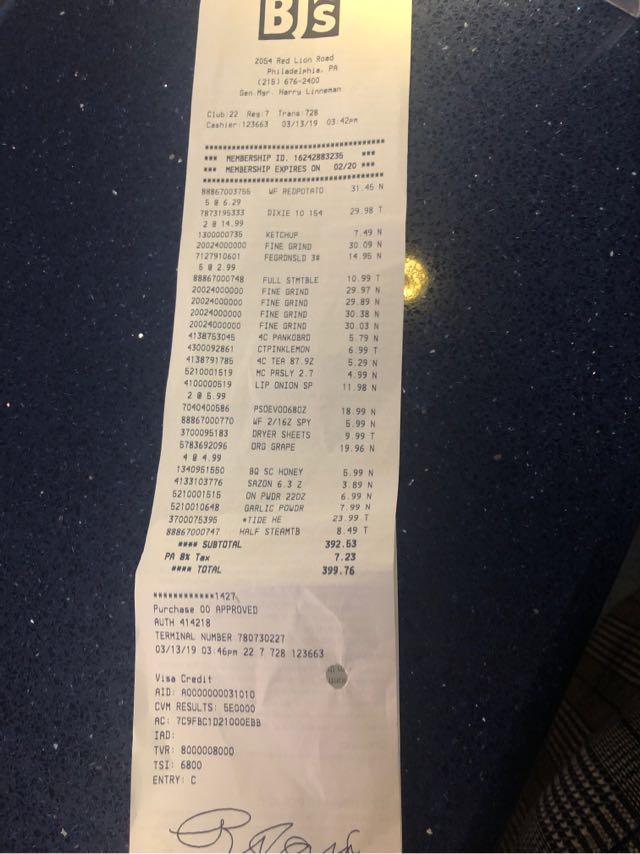 BJ's
2054 Red Lion Road
Philadelphia, PA
(215) 676-2400
Gen.Mgr. Harry Linneman
Club:22 Reg:7 Trans:728
Cashier:123663 03/13/19 03:42pm
*** MEMBERSHIP ID. 16242883235 ***
*** MEMBERSHIP EXPIRES ON 02/20 ***
88867003755 WF REDPOTATO 31.45 N
5 @ 6.29
7873195333 DIXIE 10 154 29.98 T
2 @ 14.99
1300000735 KETCHUP 7.49 N
20024000000 FINE GRIND 30.09 N
7127910601 FEGRDNSLD 3# 14.95 N
5 @ 2.99
88867000748 FULL STMTBLE 10.99 T
20024000000 FINE GRIND 29.97 N
20024000000 FINE GRIND 29.89 N
20024000000 FINE GRIND 30.38 N
20024000000 FINE GRIND 30.03 N
4138753045 4C PANKOBRD 5.79 N
4300092861 CTPINKLEMON 6.99 T
4138791785 4C TEA 87.9Z 5.29 N
5210001519 MC PRSLY 2.7 4.99 N
4100000519 LIP ONION SP 11.98 N
2 @ 5.99
7040400586 PSOEVOO68OZ 18.99 N
88867000770 WF 2/16Z SPY 5.99 N
3700095183 DRYER SHEETS 9.99 T
5783692096 ORG GRAPE 19.96 N
4 @ 4.99
1340951550 BQ SC HONEY 5.99 N
4133103776 SAZON 6.3 Z 3.89 N
5210001515 ON PWDR 22OZ 6.99 N
5210010648 GARLIC POWDR 7.99 N
3700075395 *TIDE HE 23.99 T
88867000747 HALF STEAMTB 8.49 T
#### SUBTOTAL 392.53
PA 8% Tax 7.23
#### TOTAL 399.76
************1427
Purchase 00 APPROVED
AUTH 414218
TERMINAL NUMBER 780730227
03/13/19 03:46pm 22 7 728 123663
Visa Credit
AID: A0000000031010
CVM RESULTS: 5E0000
AC: 7C9FBC1D21000EBB
IAD:
TVR: 8000008000
TSI: 6800
ENTRY: C